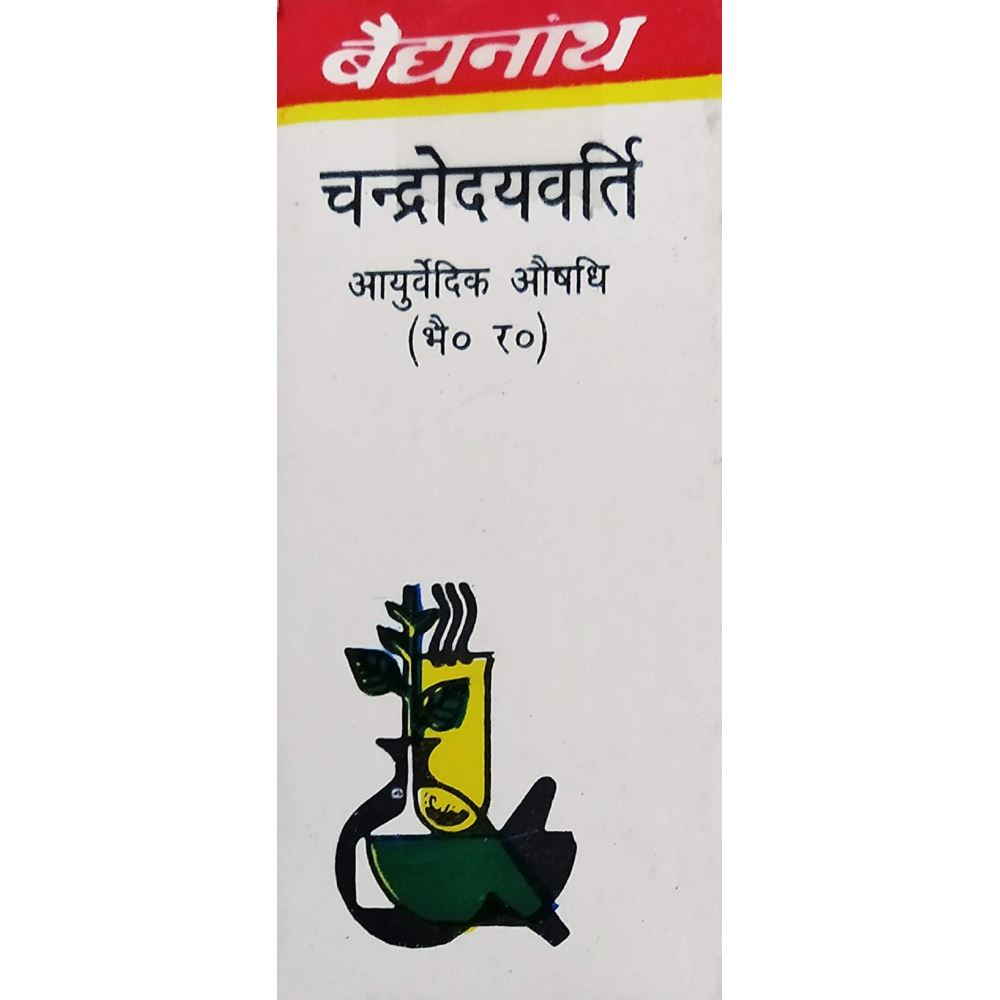 बैद्यनाथ
चन्द्रोदयवर्ति
आयुर्वेदिक औषधि
(भै० र०)